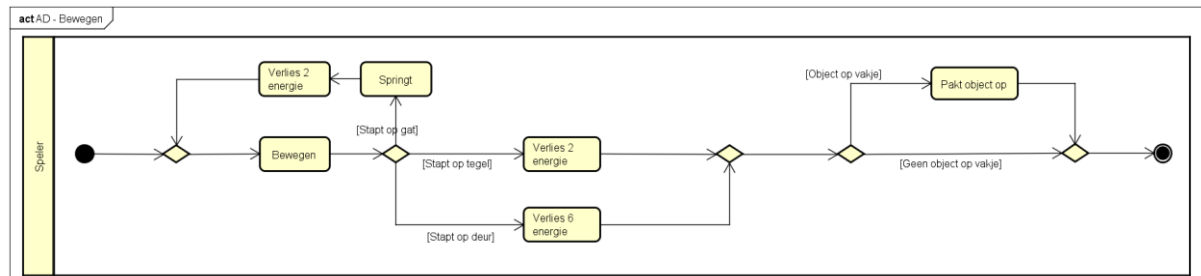 act AD - Bewegen
Speler
Verlies 2
energie
Springt
[Stapt op gat]
Bewegen
[Stapt op tegel]
Verlies 2
energie
[Stapt op deur]
Verlies 6
energie
[Object op vakje]
Pakt object op
[Geen object op vakje]